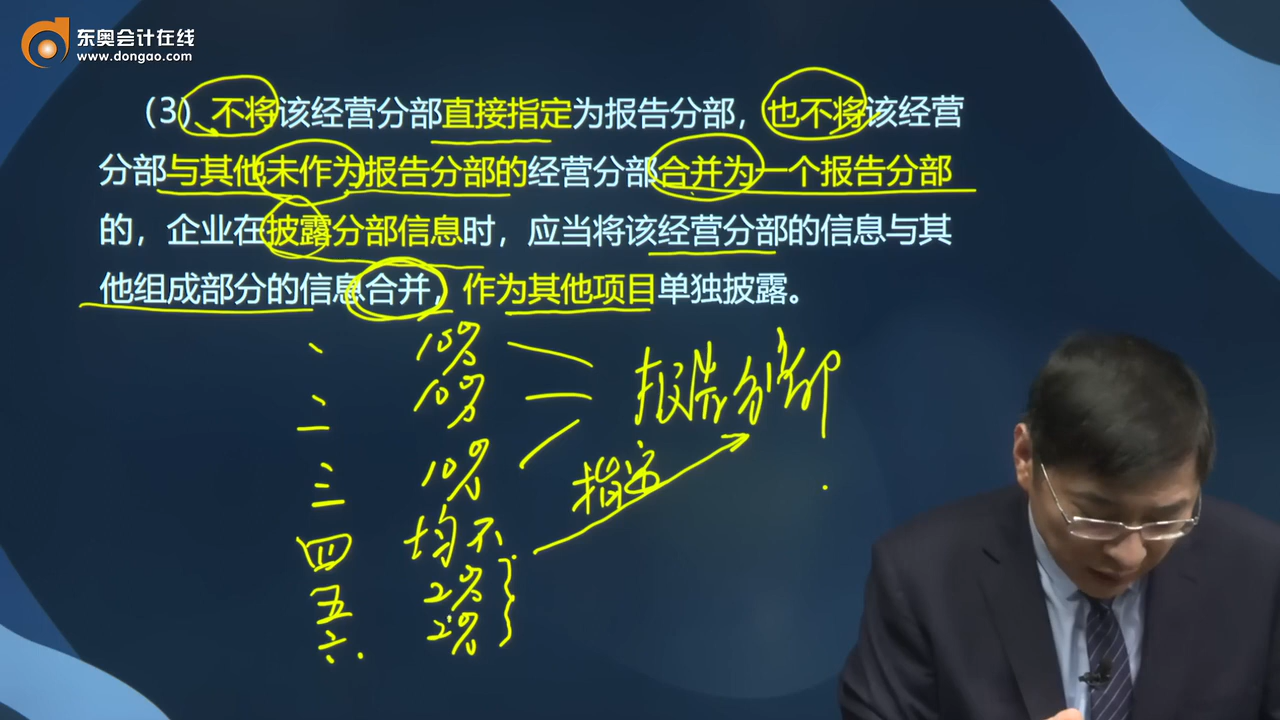 东奥会计在线
www.dongao.com
（3）、不将该经营分部直接指定为报告分部，也不将该经营
分部与其他未作为报告分部的经营分部合并为一个报告分部
的，企业在披露分部信息时，应当将该经营分部的信息与其
他组成部分的信息合并，作为其他项目单独披露。
一 10%
二 10%
三 10%
报告分部
指定
四 均不
五 2%
六 2%